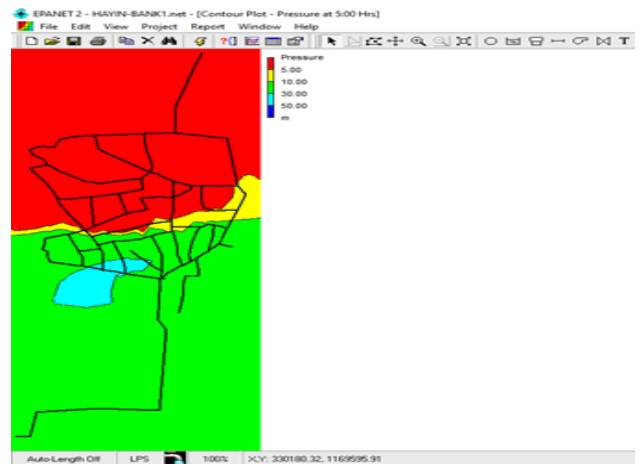 EPANET 2 - HAYIN-BANK1.net - [Contour Plot - Pressure at 5:00 Hrs]
File Edit View Project Report Window Help
T
Pressure
5.00
10.00
30.00
50.00
m
Auto-Length Off LPS 100% X,Y: 330180.32, 1169595.91